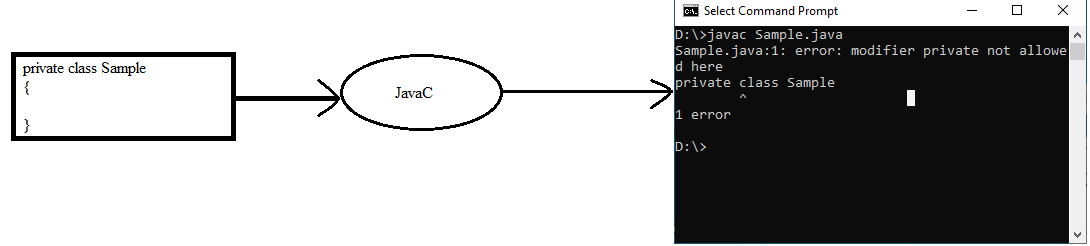 private class Sample
{
}
JavaC
Select Command Prompt
D:\>javac Sample.java
Sample.java:1: error: modifier private not allowe
d here
private class Sample
        ^
1 error
D:\>